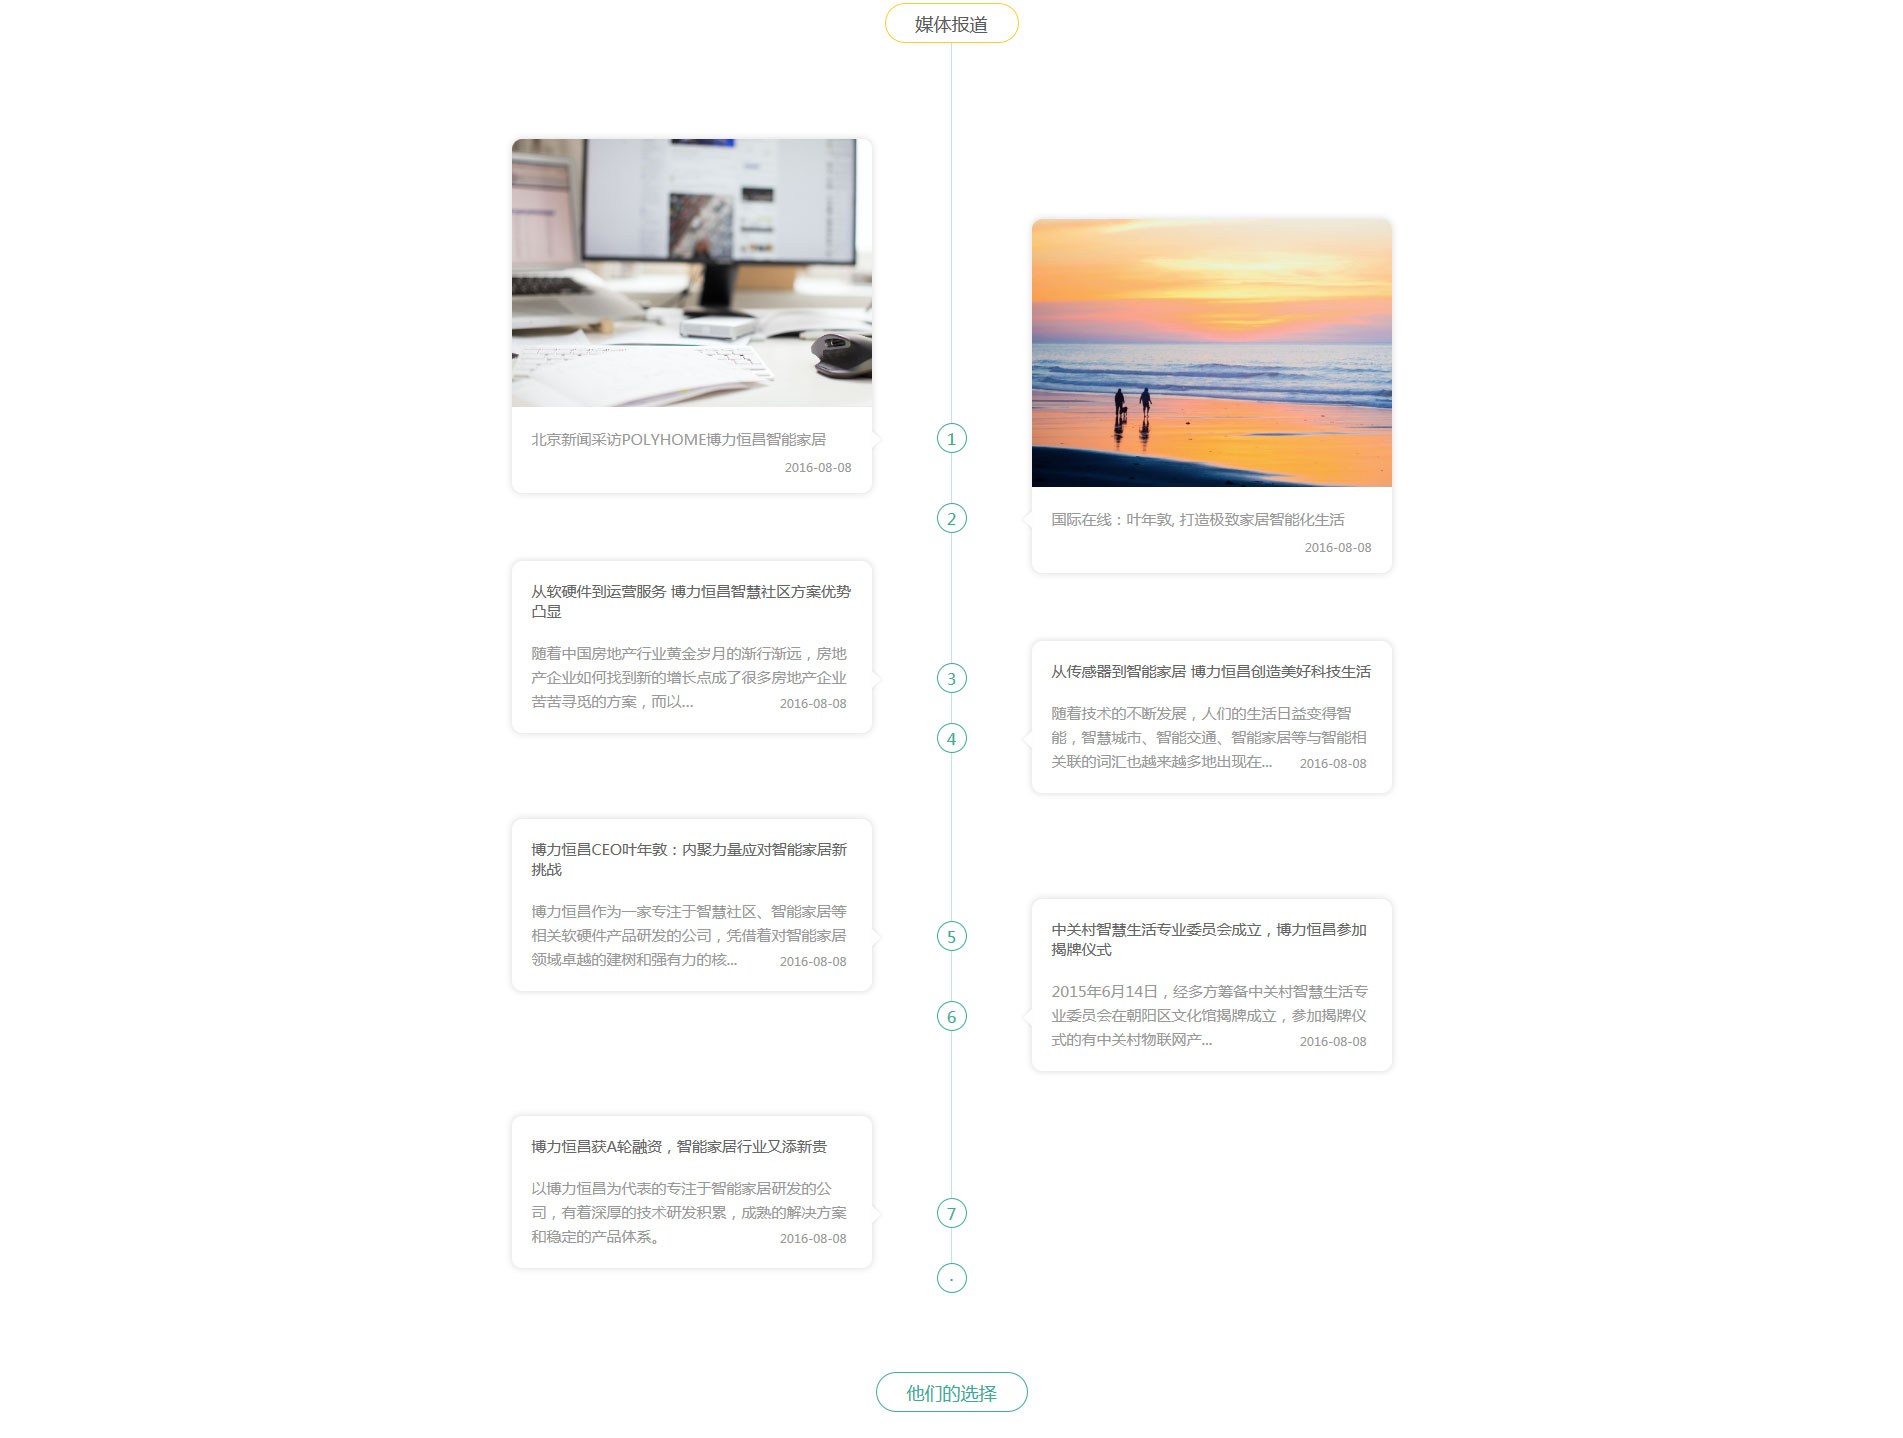 媒体报道
北京新闻采访POLYHOME博力恒昌智能家居
2016-08-08
1
2
国际在线：叶年敦, 打造极致家居智能化生活
2016-08-08
从软硬件到运营服务 博力恒昌智慧社区方案优势
凸显
随着中国房地产行业黄金岁月的渐行渐远，房地
产企业如何找到新的增长点成了很多房地产企业
苦苦寻觅的方案，而以... 2016-08-08
3
4
从传感器到智能家居 博力恒昌创造美好科技生活
随着技术的不断发展，人们的生活日益变得智
能，智慧城市、智能交通、智能家居等与智能相
关联的词汇也越来越多地出现在... 2016-08-08
博力恒昌CEO叶年敦：内聚力量应对智能家居新
挑战
博力恒昌作为一家专注于智慧社区、智能家居等
相关软硬件产品研发的公司，凭借着对智能家居
领域卓越的建树和强有力的核... 2016-08-08
5
6
中关村智慧生活专业委员会成立，博力恒昌参加
揭牌仪式
2015年6月14日，经多方筹备中关村智慧生活专
业委员会在朝阳区文化馆揭牌成立，参加揭牌仪
式的有中关村物联网产... 2016-08-08
博力恒昌获A轮融资，智能家居行业又添新贵
以博力恒昌为代表的专注于智能家居研发的公
司，有着深厚的技术研发积累，成熟的解决方案
和稳定的产品体系。 2016-08-08
7
·
他们的选择